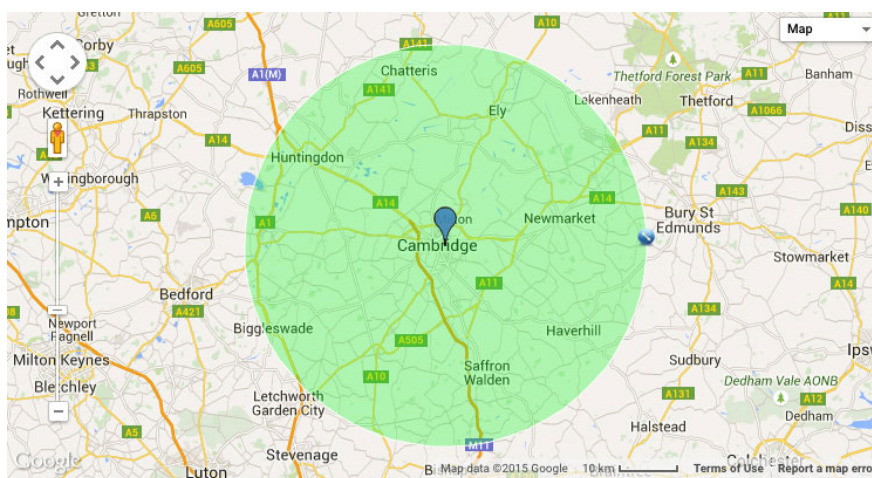 A605
A10
Map
A141
Corby
Chatteris
A11
Banham
A1(M)
Thetford Forest Park
Rothwell
A141
Lakenheath
Thetford
Kettering
Thrapston
Ely
A1066
A14
A11
Diss
Huntingdon
A134
A14
A143
A6
A14
A1
Newmarket
Bury St
Edmunds
A140
Cambridge
Stowmarket
A11
Bedford
A421
A134
Newport
Pagnell
Biggleswade
Haverhill
A505
Milton Keynes
Saffron
Walden
Sudbury
Bletchley
A10
Dedham Vale AONB
Letchworth
Garden City
A131
A12
Dedham
A5
Halstead
Stevenage
M11
Colchester
Google
Luton
Map data ©2015 Google
10 km
Terms of Use
Report a map erro